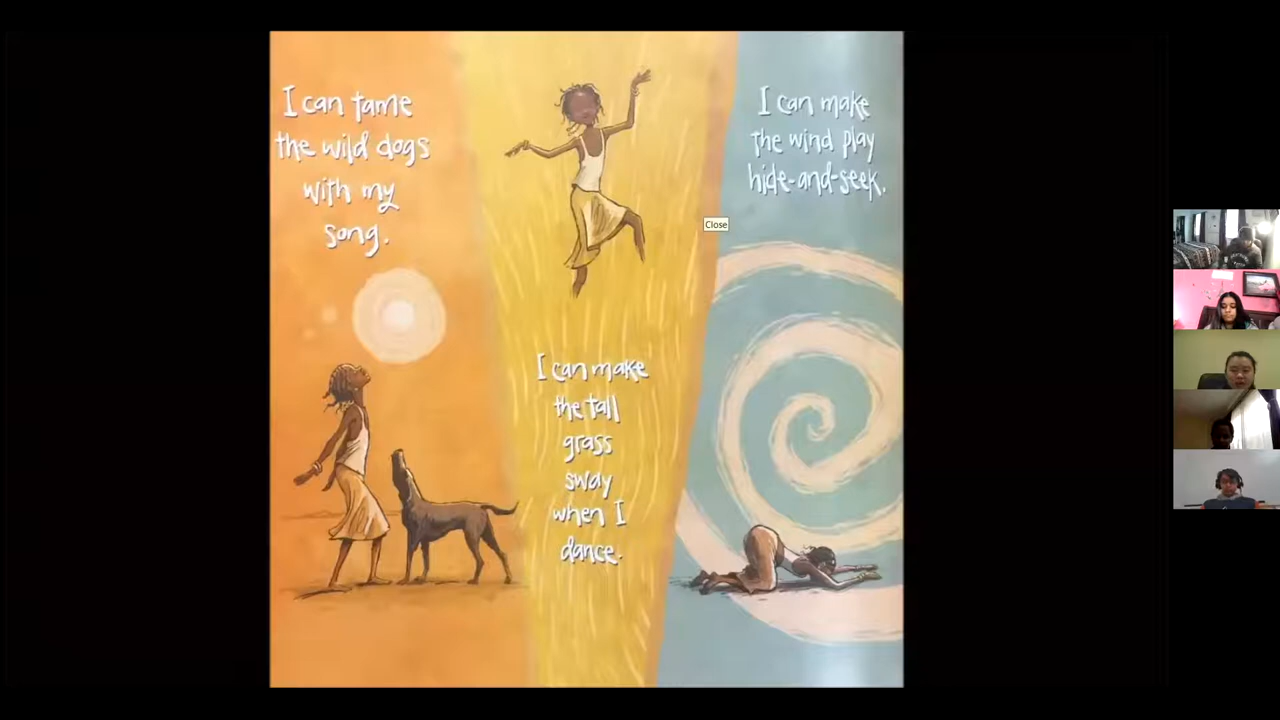 I can tame
the wild dogs
with my
song.
I can make
the tall
grass
sway
when I
dance.
I can make
the wind play
hide-and-seek.
Close